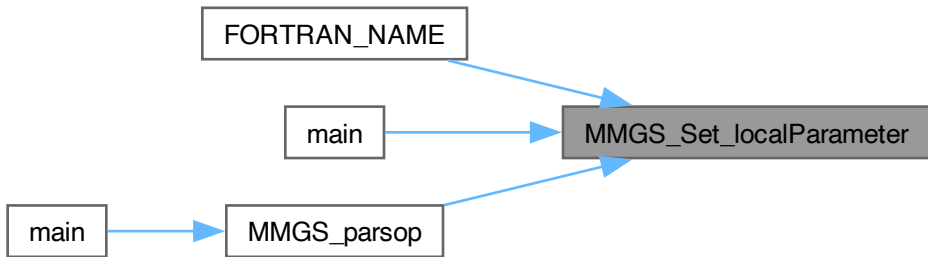 FORTRAN_NAME
main
MMGS_Set_localParameter
main
MMGS_parsop